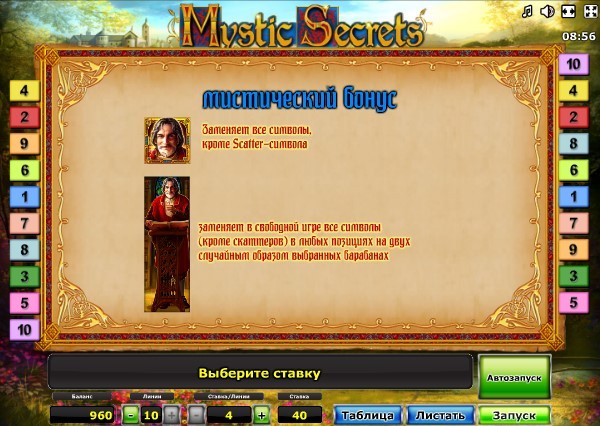 Mystic Secrets
08:56
мистический бонус
Заменяет все символы,
кроме Scatter-символа
заменяет в свободной игре все символы
(кроме скаттеров) в любых позициях на двух
случайным образом выбранных барабанах
4
2
9
6
1
7
8
3
5
10
10
4
2
8
6
1
7
9
3
5
Выберите ставку
Автозапуск
Баланс Линии Ставка/Линии Ставка
960 - 10 + - 4 + 40 Таблица Листать Запуск